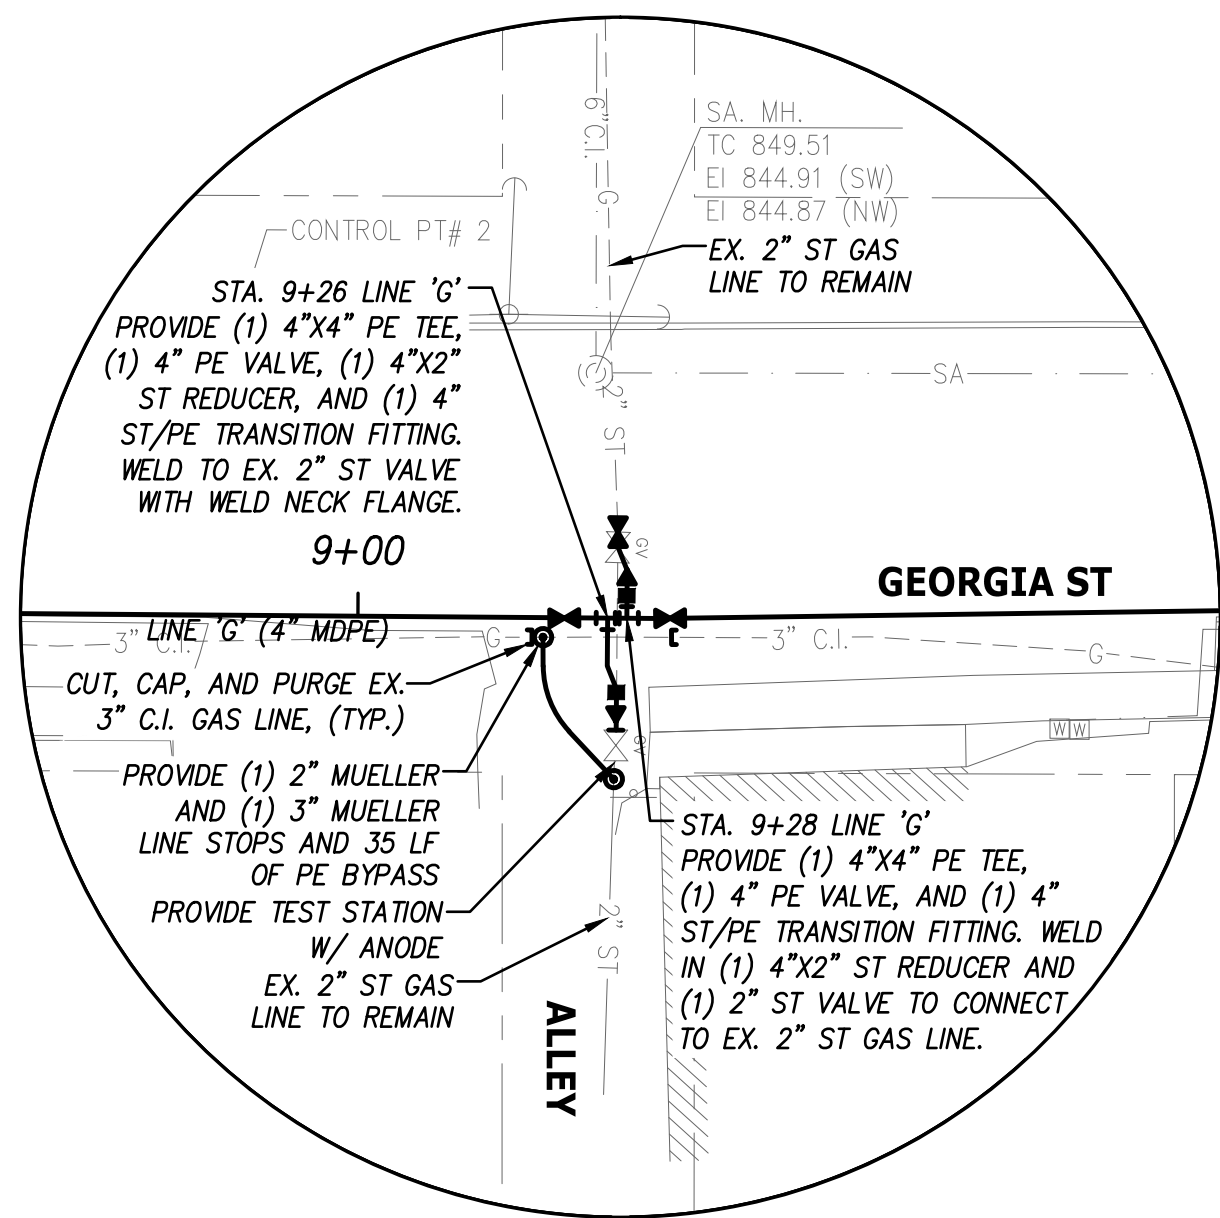 6" C.I.
G
SA. MH.
TC 849.51
EI 844.91 (SW)
EI 844.87 (NW)
CONTROL PT# 2
EX. 2" ST GAS
LINE TO REMAIN
STA. 9+26 LINE 'G'
PROVIDE (1) 4"X4" PE TEE,
(1) 4" PE VALVE, (1) 4"X2"
ST REDUCER, AND (1) 4"
ST/PE TRANSITION FITTING.
WELD TO EX. 2" ST VALVE
WITH WELD NECK FLANGE.
SA
2" ST
9+00
GV
GEORGIA ST
LINE 'G' (4" MDPE)
3" C.I.
G
3" C.I.
G
CUT, CAP, AND PURGE EX.
3" C.I. GAS LINE, (TYP.)
GV
W W
PROVIDE (1) 2" MUELLER
AND (1) 3" MUELLER
LINE STOPS AND 35 LF
OF PE BYPASS
PROVIDE TEST STATION
W/ ANODE
EX. 2" ST GAS
LINE TO REMAIN
2" ST
STA. 9+28 LINE 'G'
PROVIDE (1) 4"X4" PE TEE,
(1) 4" PE VALVE, AND (1) 4"
ST/PE TRANSITION FITTING. WELD
IN (1) 4"X2" ST REDUCER AND
(1) 2" ST VALVE TO CONNECT
TO EX. 2" ST GAS LINE.
ALLEY